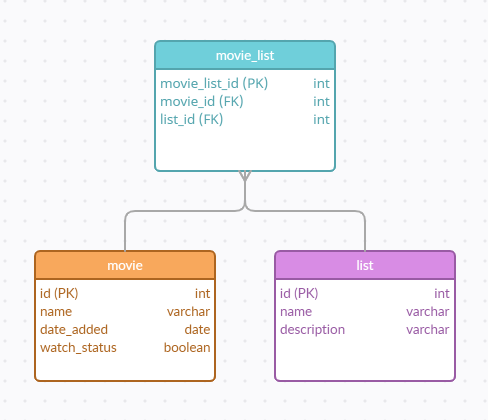 movie_list
movie_list_id (PK) int
movie_id (FK) int
list_id (FK) int
movie
id (PK) int
name varchar
date_added date
watch_status boolean
list
id (PK) int
name varchar
description varchar